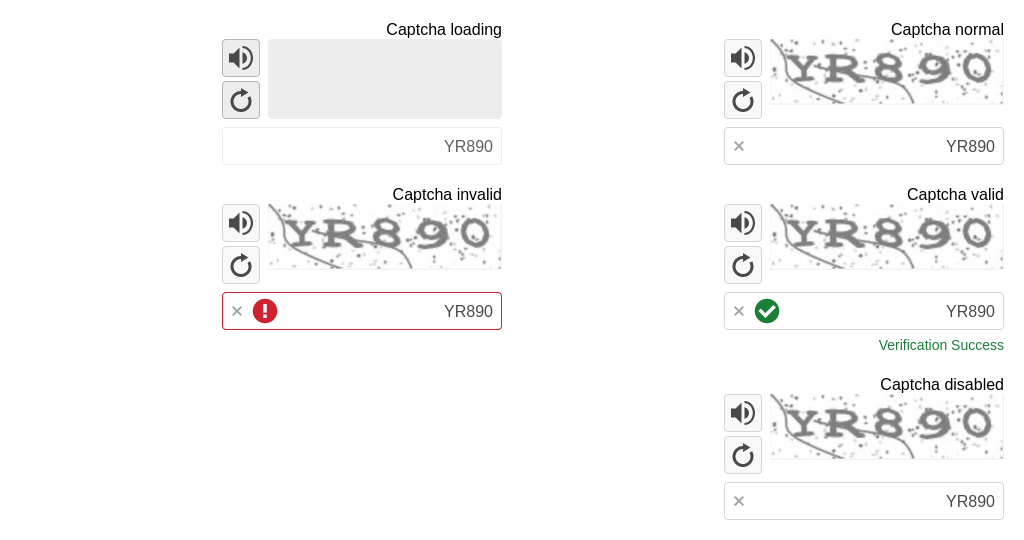 Captcha normal
YR890
YR890
Captcha loading
YR890
Captcha valid
YR890
YR890
Verification Success
Captcha invalid
YR890
YR890
Captcha disabled
YR890
YR890